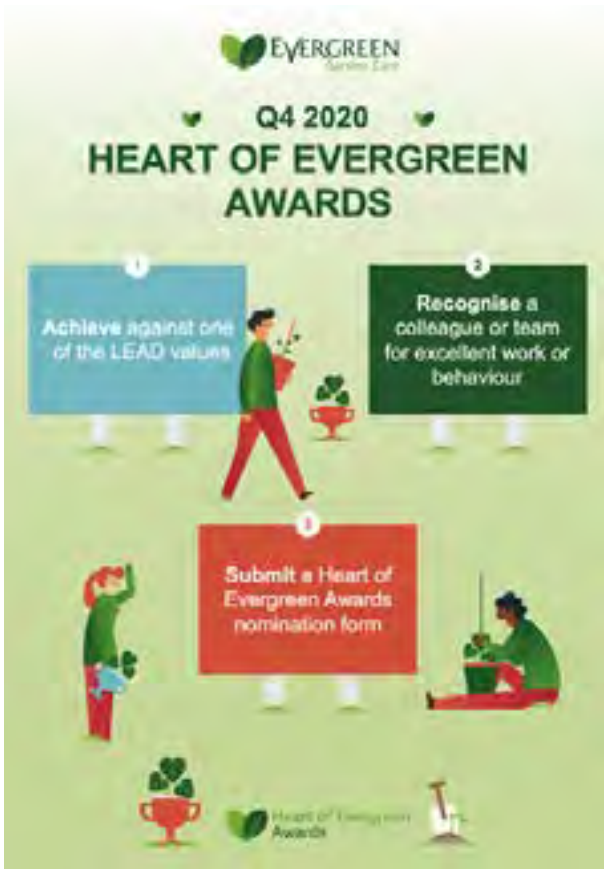 EVERGREEN
Garden Care
Q4 2020
HEART OF EVERGREEN
AWARDS
1
Achieve against one
of the LEAD values
2
Recognise a
colleague or team
for excellent work or
behaviour
3
Submit a Heart of
Evergreen Awards
nomination form
Heart of Evergreen
Awards